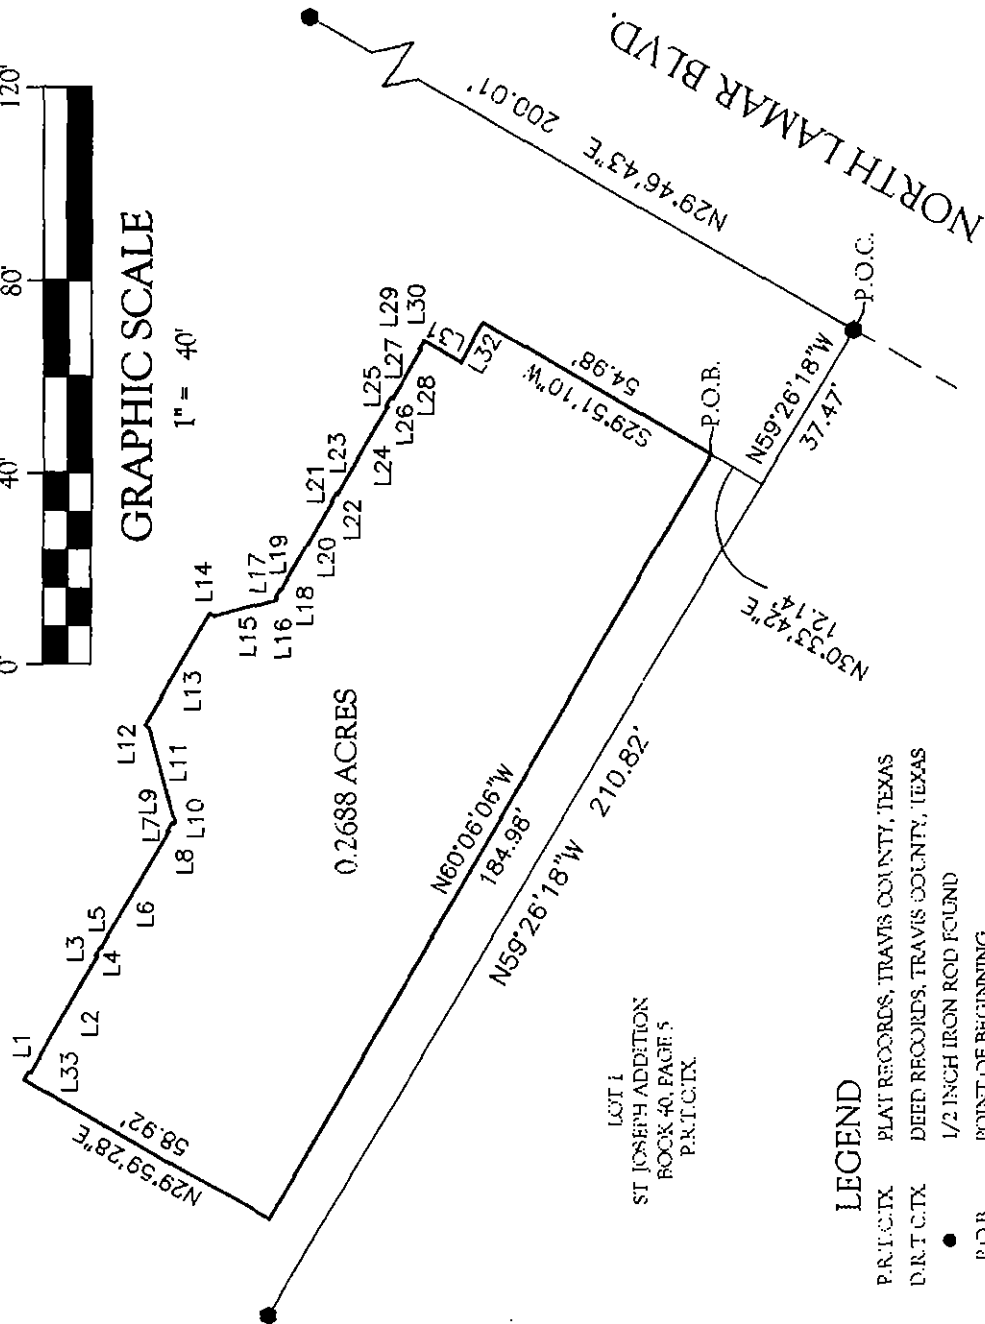 0' 40' 80' 120'
GRAPHIC SCALE
1" = 40'
NORTH LAMAR BLVD.
N29°46'43"E 200.01'
P.O.C.
N59°26'18"W
37.47'
P.O.B.
S29°51'10"W
54.98'
N30°33'42"E
12.14'
N60°06'06"W
184.98'
N59°26'18"W 210.82'
N29°59'28"E
58.92'
0.2688 ACRES
L1
L33
L2
L3
L4
L5
L6
L7
L8
L9
L10
L11
L12
L13
L14
L15
L16
L17
L18
L19
L20
L21
L22
L23
L24
L25
L26
L27
L28
L29
L30
L31
L32
LOT 1
ST JOSEPH ADDITION
BOOK 40, PAGE 5
P.R.T.C.TX.
LEGEND
P.R.T.C.TX PLAT RECORDS, TRAVIS COUNTY, TEXAS
D.R.T.C.TX DEED RECORDS, TRAVIS COUNTY, TEXAS
1/2 INCH IRON ROD FOUND
P.O.B. POINT OF BEGINNING